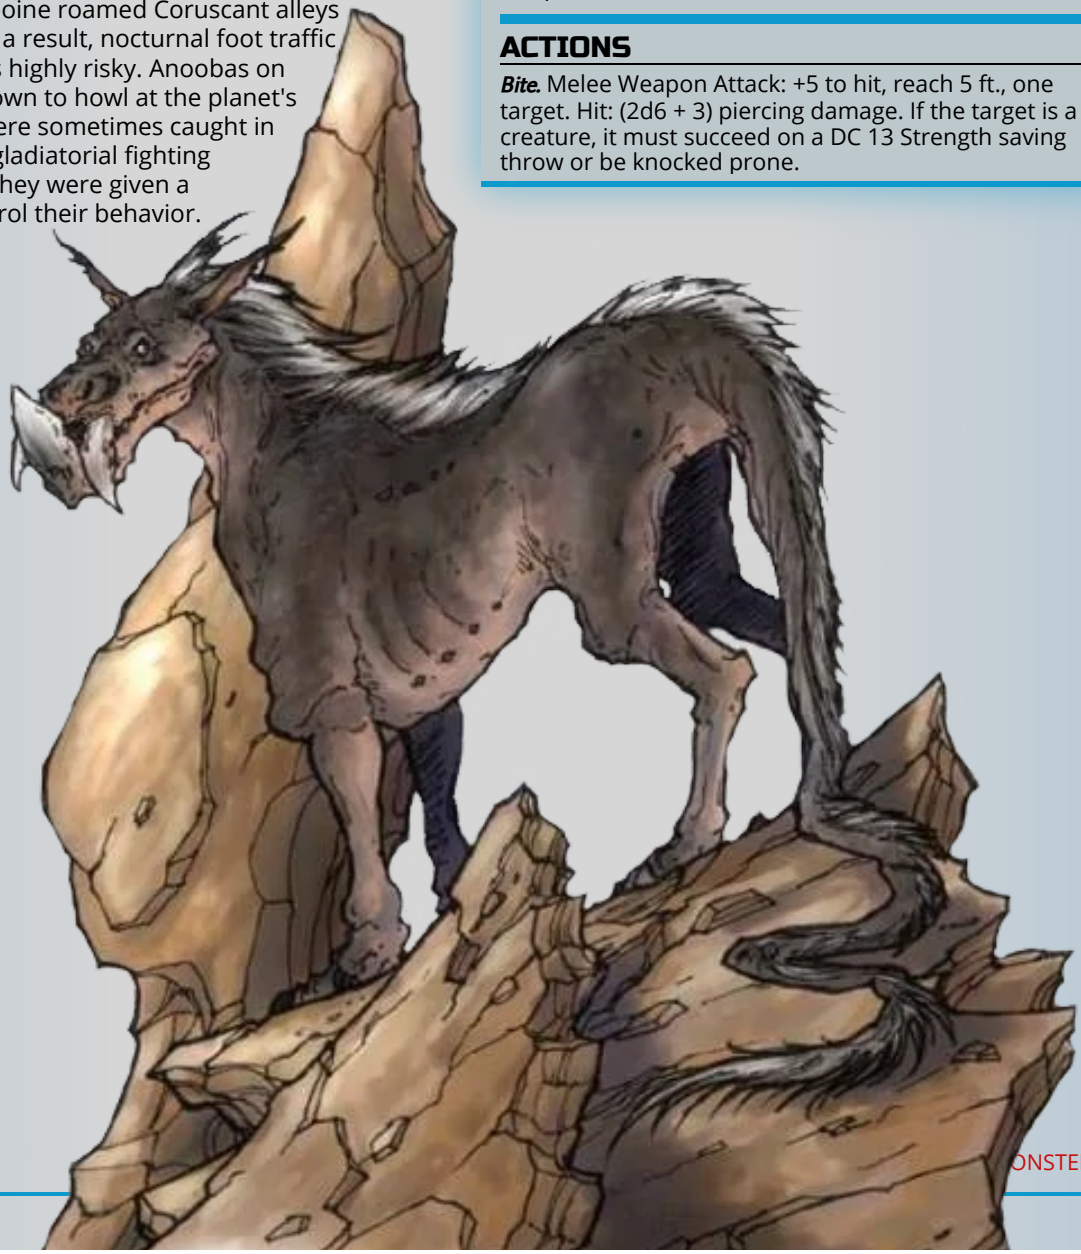 oine roamed Coruscant alleys
a result, nocturnal foot traffic
s highly risky. Anoobas on
own to howl at the planet's
ere sometimes caught in
gladiatorial fighting
hey were given a
rol their behavior.
ACTIONS
Bite. Melee Weapon Attack: +5 to hit, reach 5 ft., one
target. Hit: (2d6 + 3) piercing damage. If the target is a
creature, it must succeed on a DC 13 Strength saving
throw or be knocked prone.
ONSTE